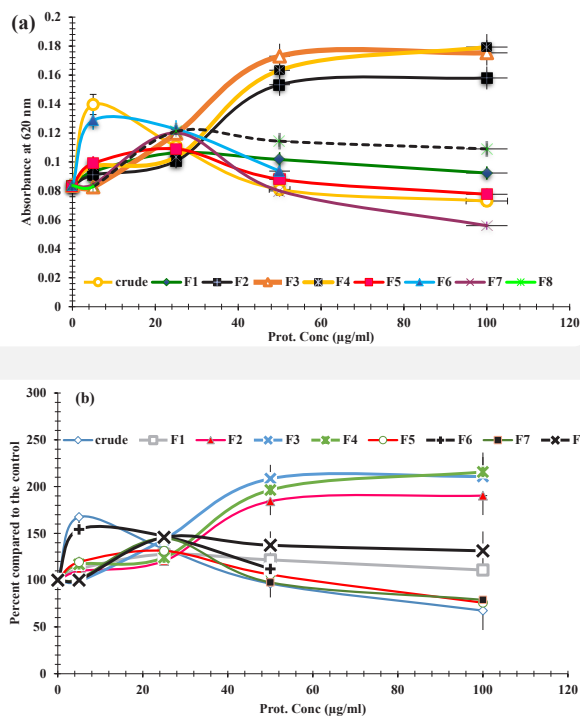 (a)
Absorbance at 620 nm
0.2
0.18
0.16
0.14
0.12
0.1
0.08
0.06
0.04
0.02
0
0 20 40 60 80 100 120
crude F1 F2 F3 F4 F5 F6 F7 F8
Prot. Conc (µg/ml)
(b)
Percent compared to the control
300
250
200
150
100
50
0
crude F1 F2 F3 F4 F5 F6 F7 F
0 20 40 60 80 100 120
Prot. Conc (µg/ml)